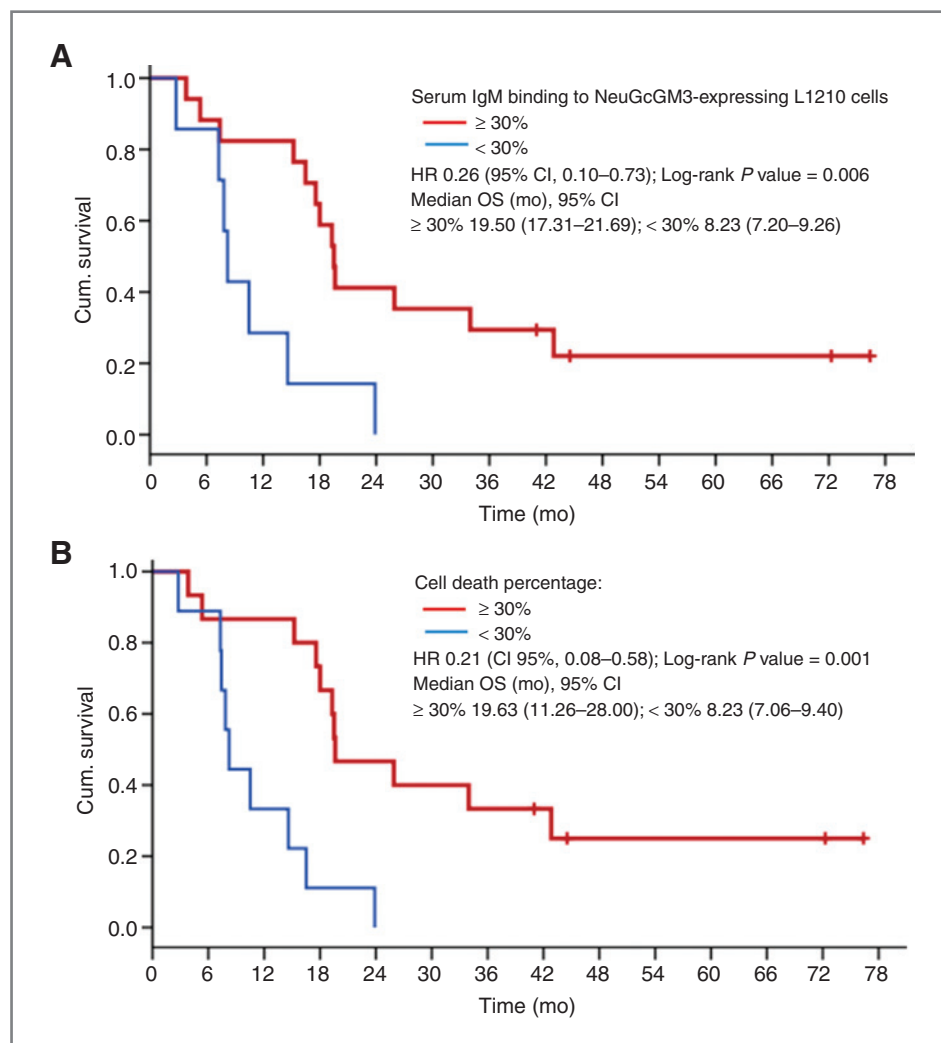 A
Serum IgM binding to NeuGcGM3-expressing L1210 cells
≥ 30%
< 30%
HR 0.26 (95% CI, 0.10–0.73); Log-rank P value = 0.006
Median OS (mo), 95% CI
≥ 30% 19.50 (17.31–21.69); < 30% 8.23 (7.20–9.26)
Cum. survival
1.0
0.8
0.6
0.4
0.2
0.0
0 6 12 18 24 30 36 42 48 54 60 66 72 78
Time (mo)
B
Cell death percentage:
≥ 30%
< 30%
HR 0.21 (CI 95%, 0.08–0.58); Log-rank P value = 0.001
Median OS (mo), 95% CI
≥ 30% 19.63 (11.26–28.00); < 30% 8.23 (7.06–9.40)
Cum. survival
1.0
0.8
0.6
0.4
0.2
0.0
0 6 12 18 24 30 36 42 48 54 60 66 72 78
Time (mo)